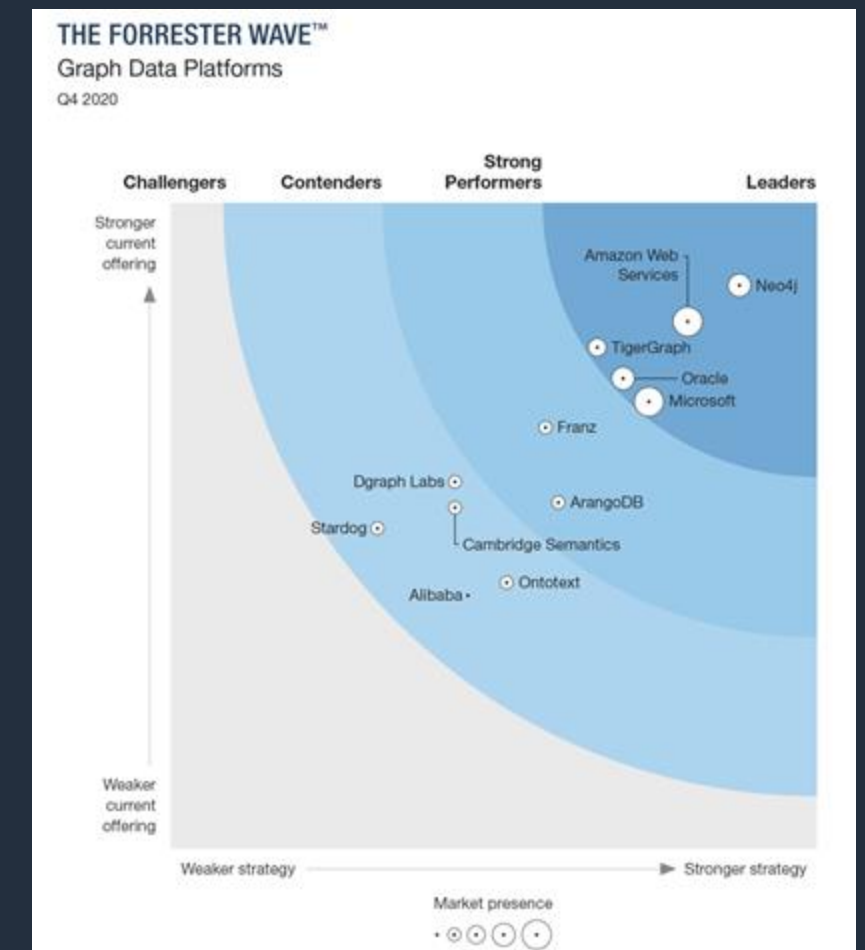 THE FORRESTER WAVE™
Graph Data Platforms
Q4 2020
Challengers
Contenders
Strong
Performers
Leaders
Stronger
current
offering
Amazon Web
Services
Neo4j
TigerGraph
Oracle
Microsoft
Franz
Dgraph Labs
ArangoDB
Stardog
Cambridge Semantics
Ontotext
Alibaba
Weaker
current
offering
Weaker strategy
Stronger strategy
Market presence